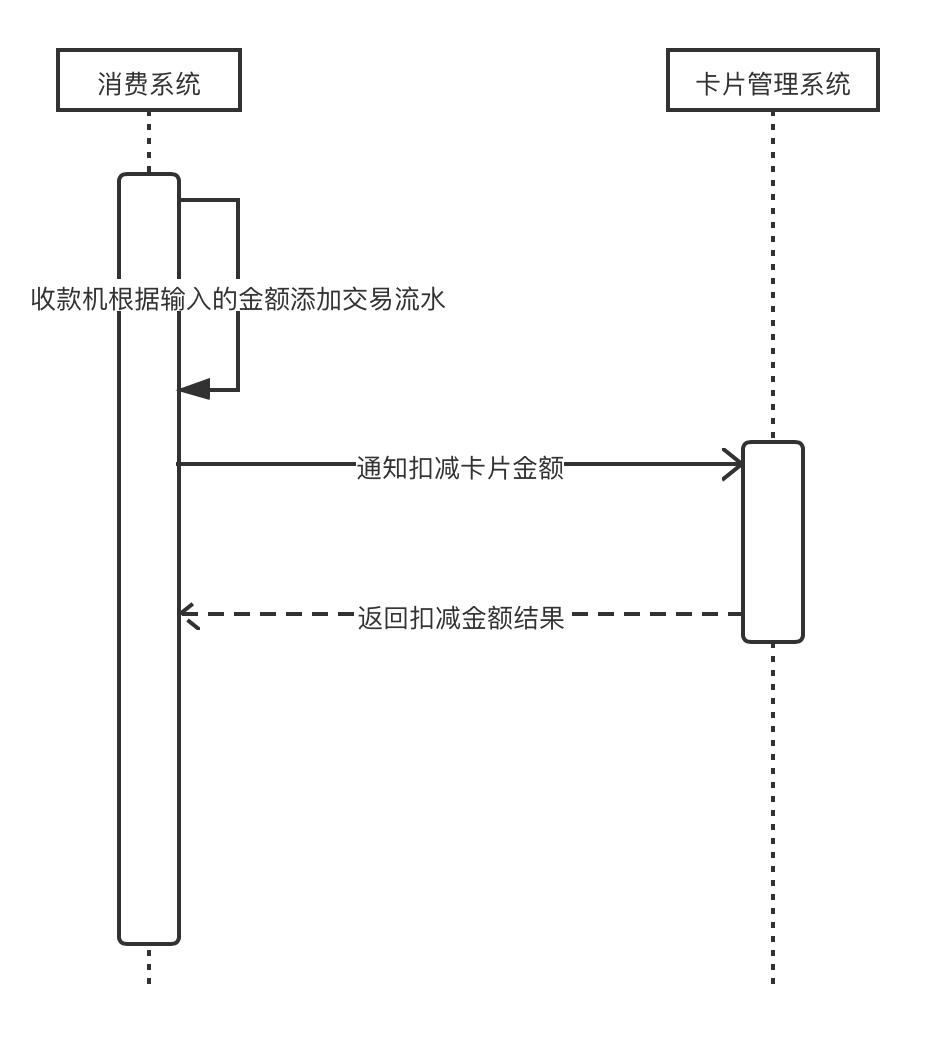 消费系统
卡片管理系统
收款机根据输入的金额添加交易流水
通知扣减卡片金额
返回扣减金额结果